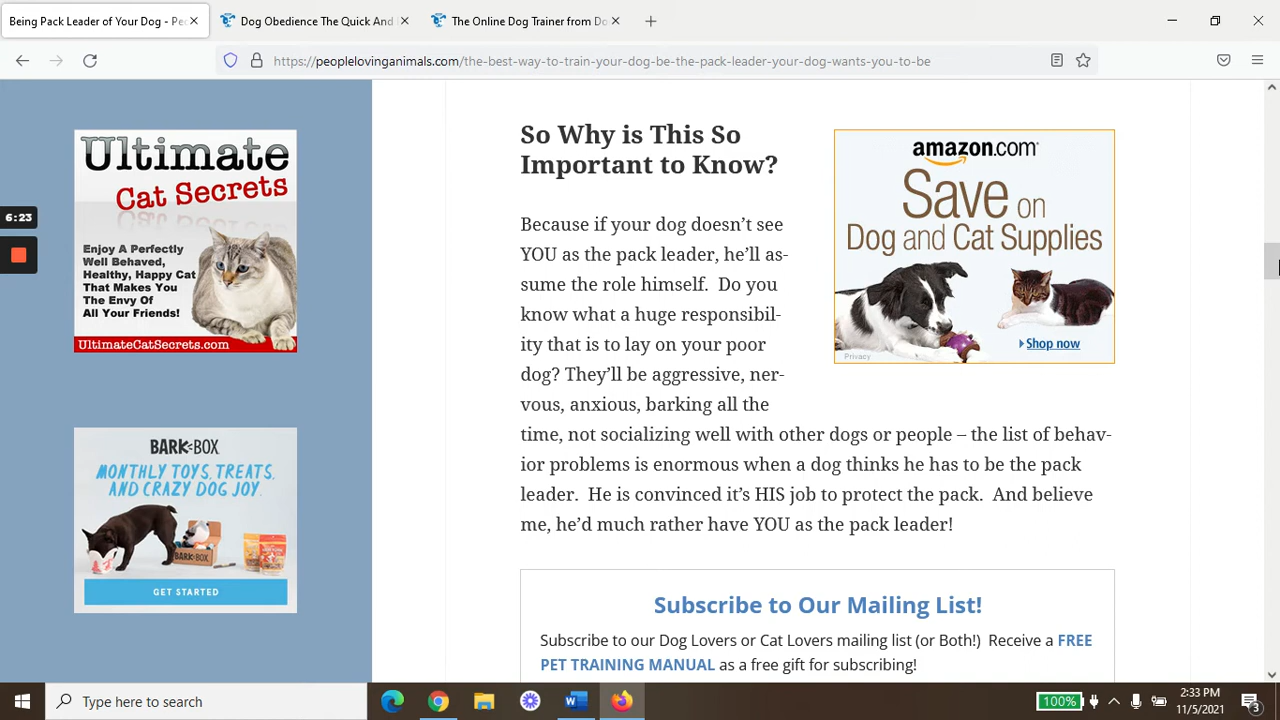 Being Pack Leader of Your Dog - Peo
Dog Obedience The Quick And
The Online Dog Trainer from Do
https://peoplelovinganimals.com/the-best-way-to-train-your-dog-be-the-pack-leader-your-dog-wants-you-to-be
6:23
Ultimate
Cat Secrets
Enjoy A Perfectly
Well Behaved,
Healthy, Happy Cat
That Makes You
The Envy Of
All Your Friends!
UltimateCatSecrets.com
BARKBOX
MONTHLY TOYS, TREATS,
AND CRAZY DOG JOY.
BARKBOX
GET STARTED
So Why is This So
Important to Know?
amazon.com
Save on
Dog and Cat Supplies
Shop now
Privacy
Because if your dog doesn’t see
YOU as the pack leader, he’ll as-
sume the role himself.  Do you
know what a huge responsibil-
ity that is to lay on your poor
dog? They’ll be aggressive, ner-
vous, anxious, barking all the
time, not socializing well with other dogs or people – the list of behav-
ior problems is enormous when a dog thinks he has to be the pack
leader.  He is convinced it’s HIS job to protect the pack.  And believe
me, he’d much rather have YOU as the pack leader!
Subscribe to Our Mailing List!
Subscribe to our Dog Lovers or Cat Lovers mailing list (or Both!)  Receive a FREE
PET TRAINING MANUAL as a free gift for subscribing!
Type here to search
100%
2:33 PM
11/5/2021
3